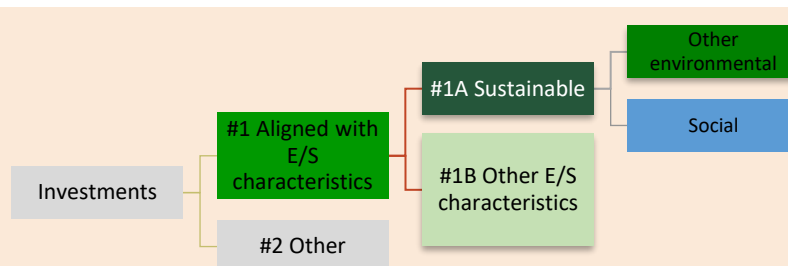 Other
environmental
#1A Sustainable
#1 Aligned with
E/S
characteristics
Social
#1B Other E/S
characteristics
Investments
#2 Other